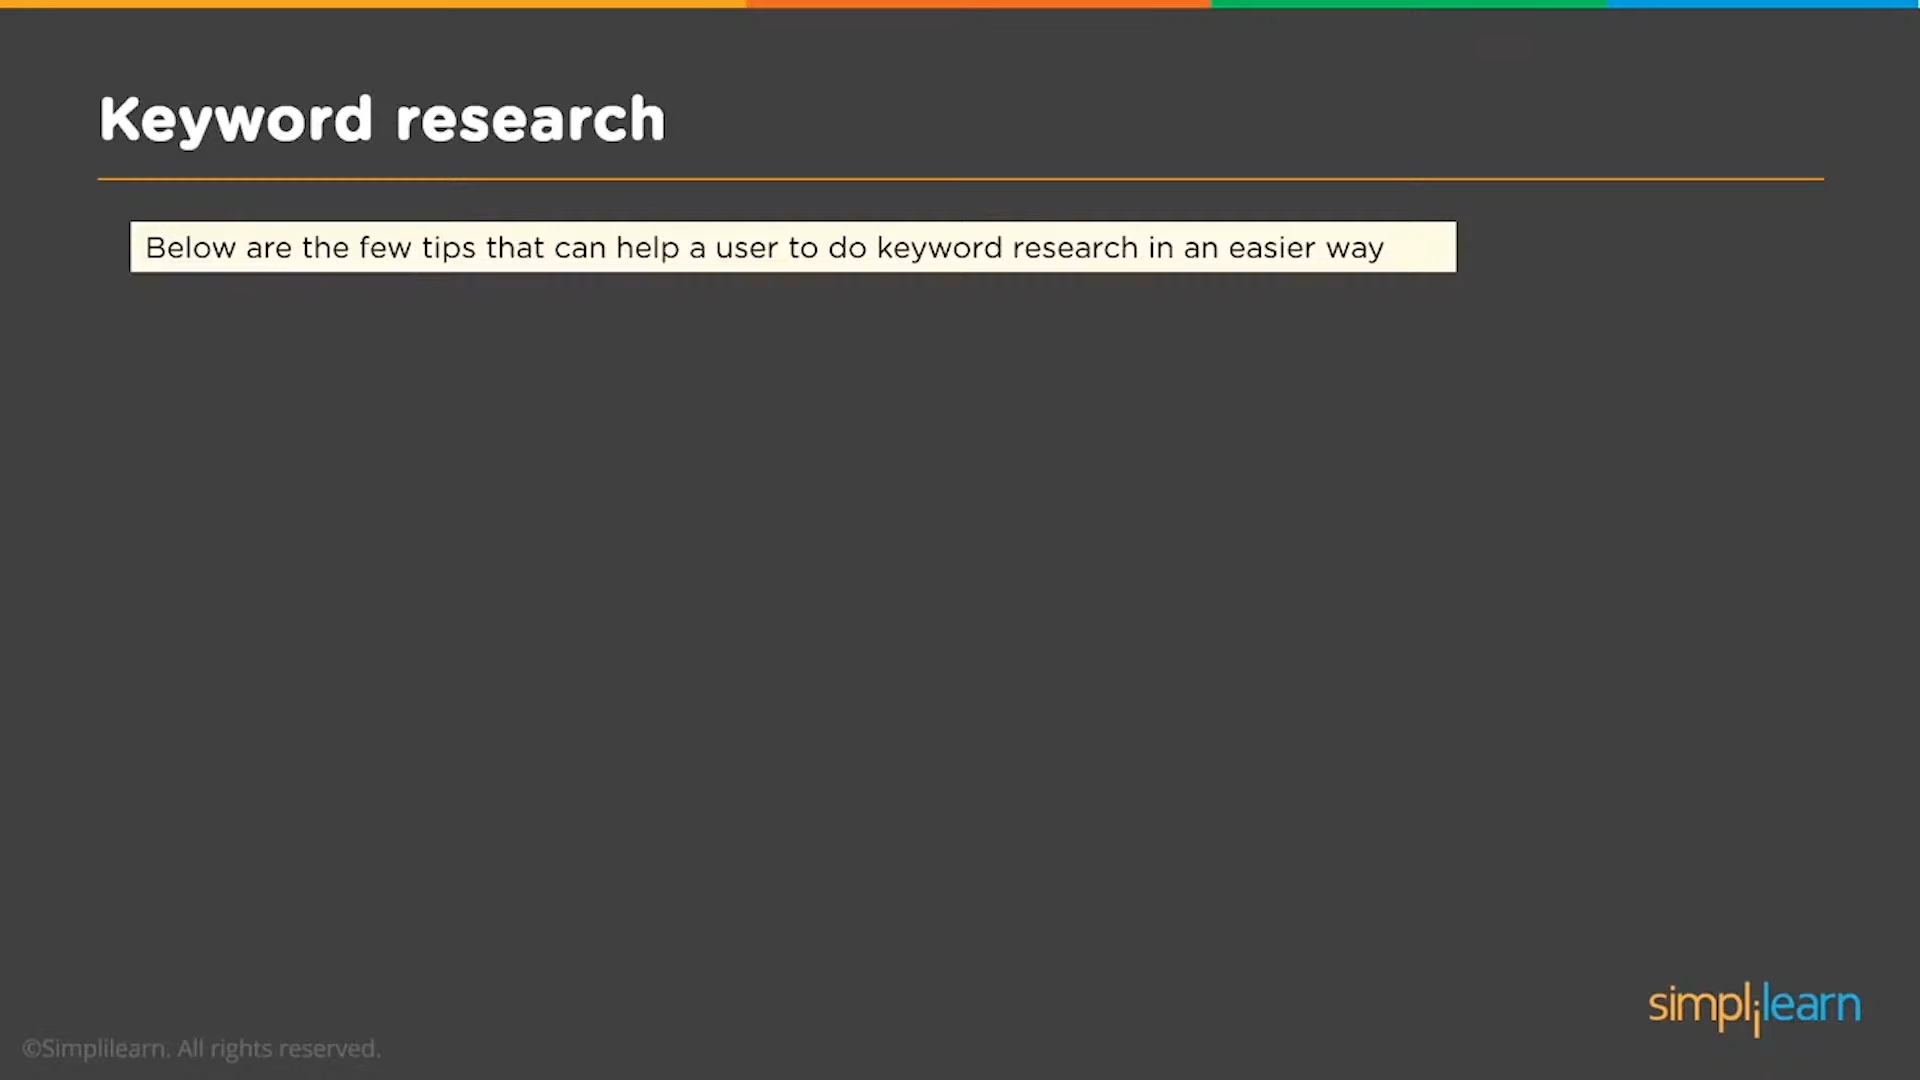 Keyword research
Below are the few tips that can help a user to do keyword research in an easier way
simplilearn
©Simplilearn. All rights reserved.